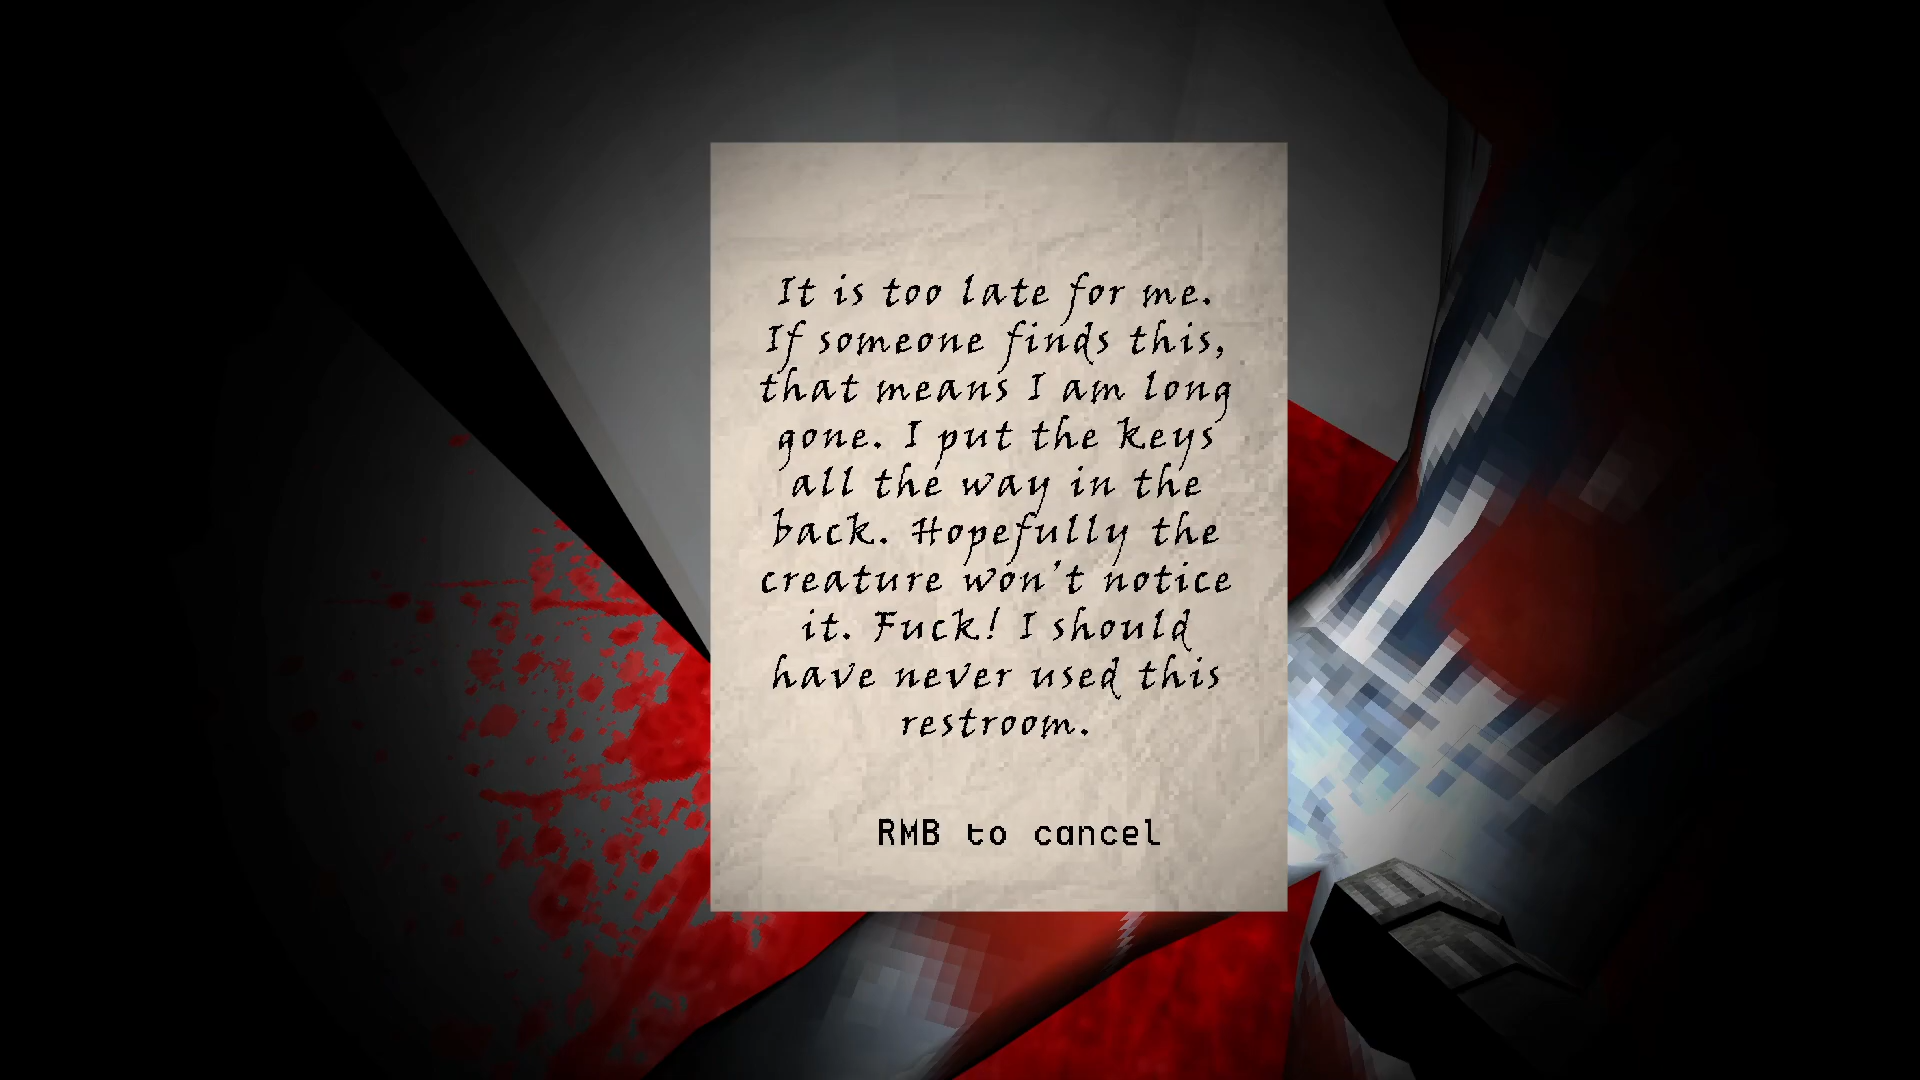 It is too late for me.
If someone finds this,
that means I am long
gone. I put the keys
all the way in the
back. Hopefully the
creature won't notice
it. Fuck! I should
have never used this
restroom.
RMB to cancel